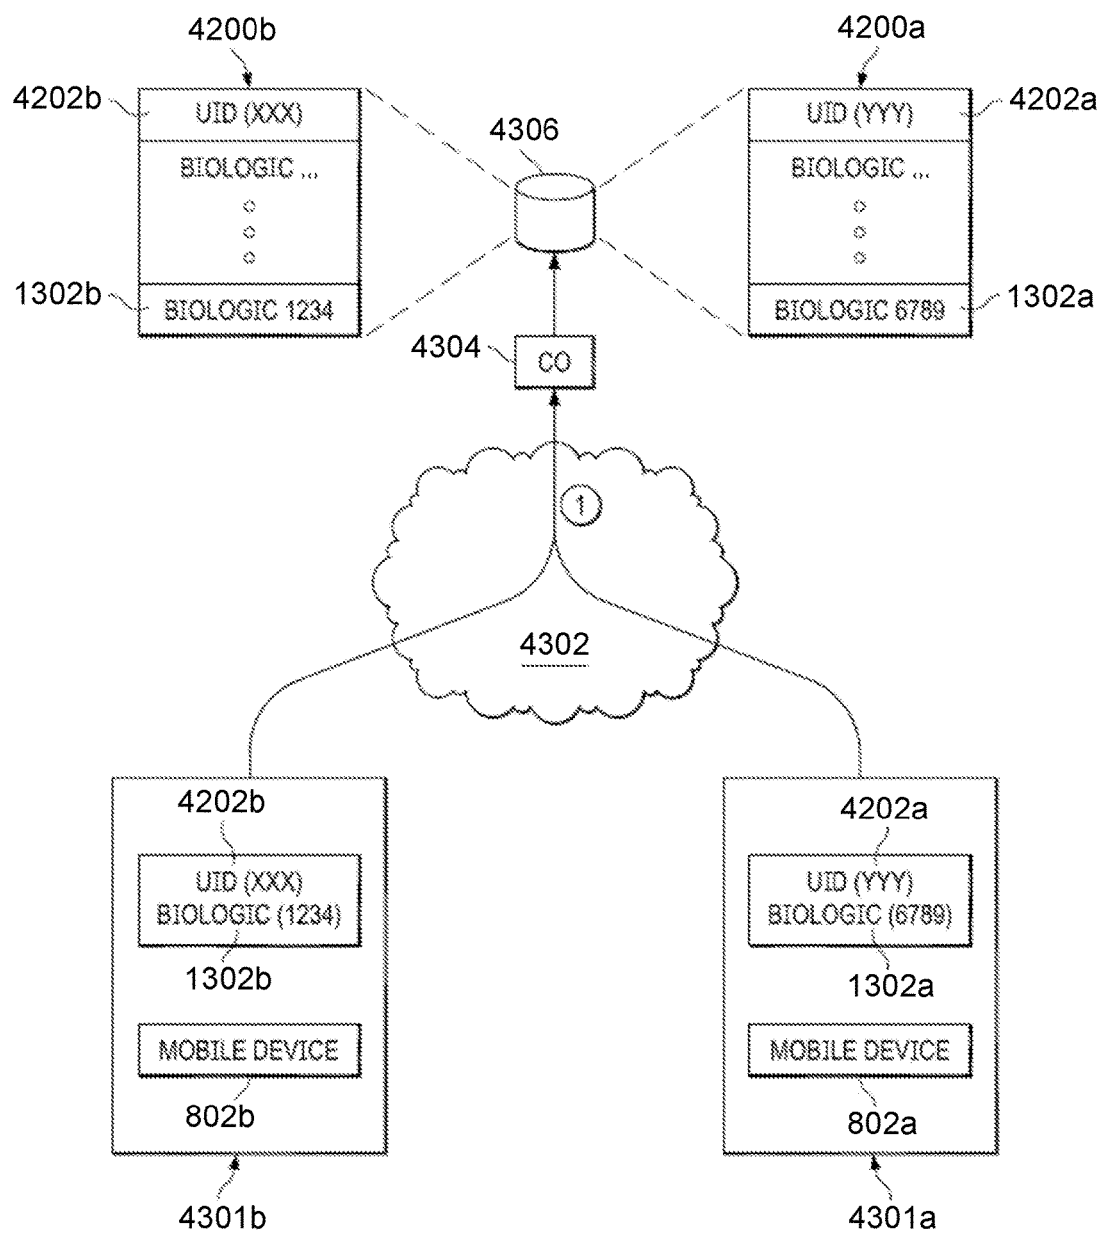 4200b
4200a
4202b
UID (XXX)
4306
UID (YYY)
4202a
BIOLOGIC ...
BIOLOGIC ...
1302b
BIOLOGIC 1234
BIOLOGIC 6789
1302a
4304
CO
1
4302
4202b
4202a
UID (XXX)
BIOLOGIC (1234)
UID (YYY)
BIOLOGIC (6789)
1302b
1302a
MOBILE DEVICE
MOBILE DEVICE
802b
802a
4301b
4301a